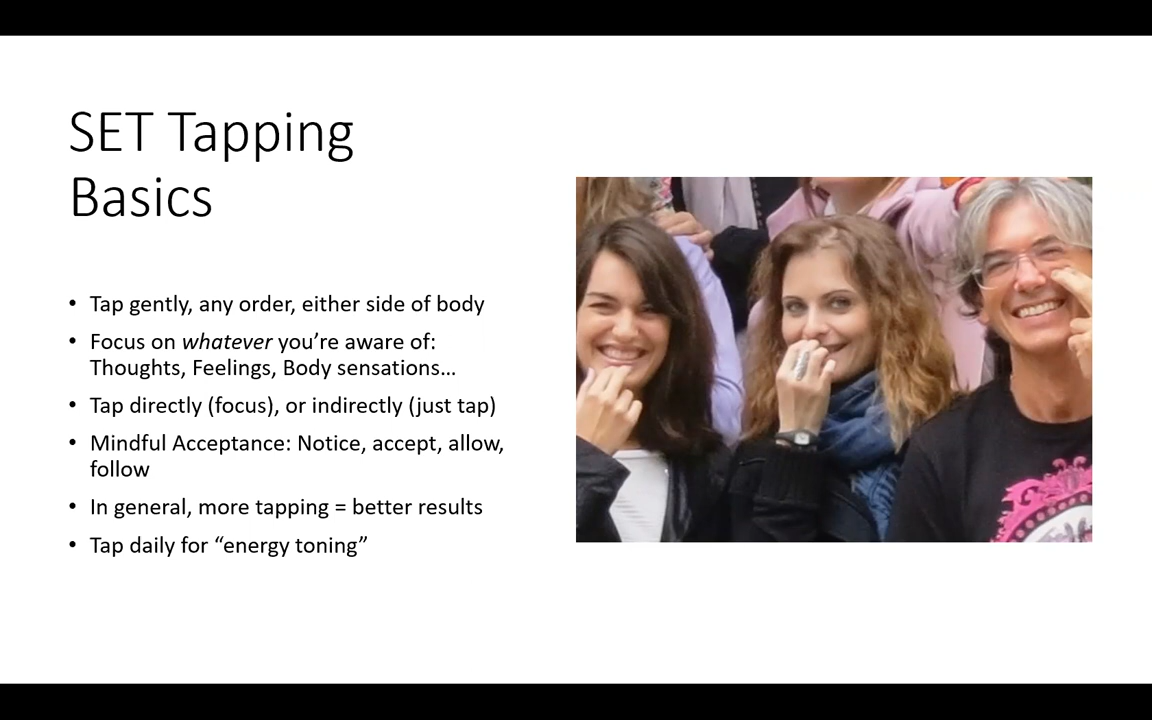 SET Tapping
Basics
• Tap gently, any order, either side of body
• Focus on whatever you’re aware of:
Thoughts, Feelings, Body sensations…
• Tap directly (focus), or indirectly (just tap)
• Mindful Acceptance: Notice, accept, allow,
follow
• In general, more tapping = better results
• Tap daily for “energy toning”